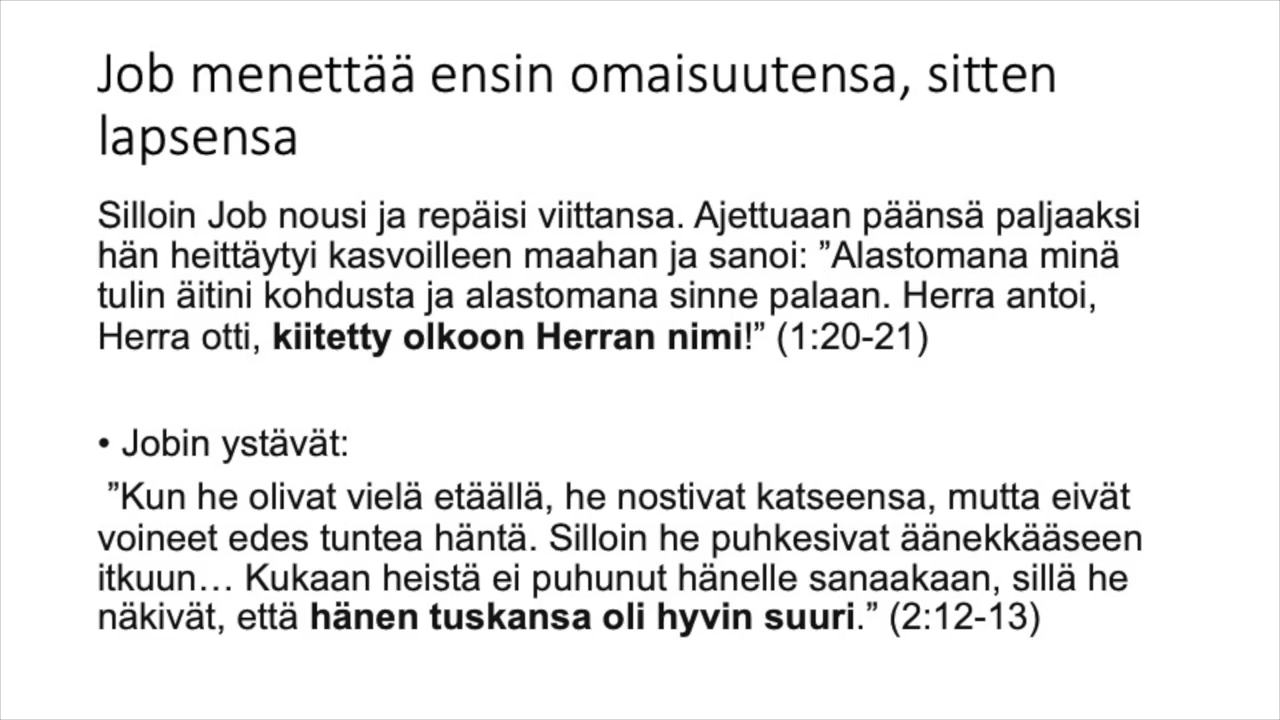 Job menettää ensin omaisuutensa, sitten
lapsensa
Silloin Job nousi ja repäisi viittansa. Ajettuaan päänsä paljaaksi
hän heittäytyi kasvoilleen maahan ja sanoi: ”Alastomana minä
tulin äitini kohdusta ja alastomana sinne palaan. Herra antoi,
Herra otti, kiitetty olkoon Herran nimi!” (1:20-21)
• Jobin ystävät:
”Kun he olivat vielä etäällä, he nostivat katseensa, mutta eivät
voineet edes tuntea häntä. Silloin he puhkesivat äänekkääseen
itkuun… Kukaan heistä ei puhunut hänelle sanaakaan, sillä he
näkivät, että hänen tuskansa oli hyvin suuri.” (2:12-13)